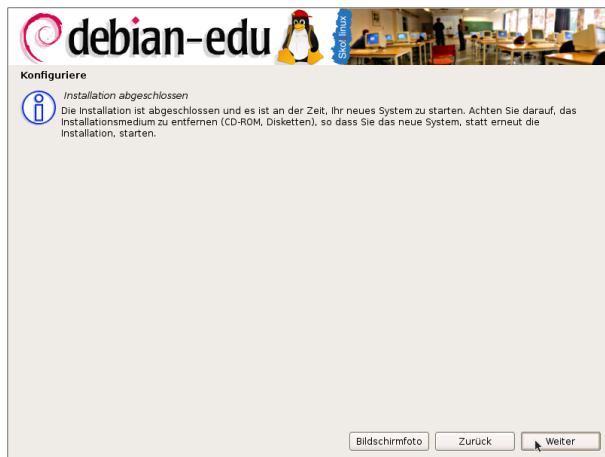 debian-edu
Skolelinux
Konfiguriere
Installation abgeschlossen
Die Installation ist abgeschlossen und es ist an der Zeit, Ihr neues System zu starten. Achten Sie darauf, das
Installationsmedium zu entfernen (CD-ROM, Disketten), so dass Sie das neue System, statt erneut die
Installation, starten.
Bildschirmfoto
Zurück
Weiter